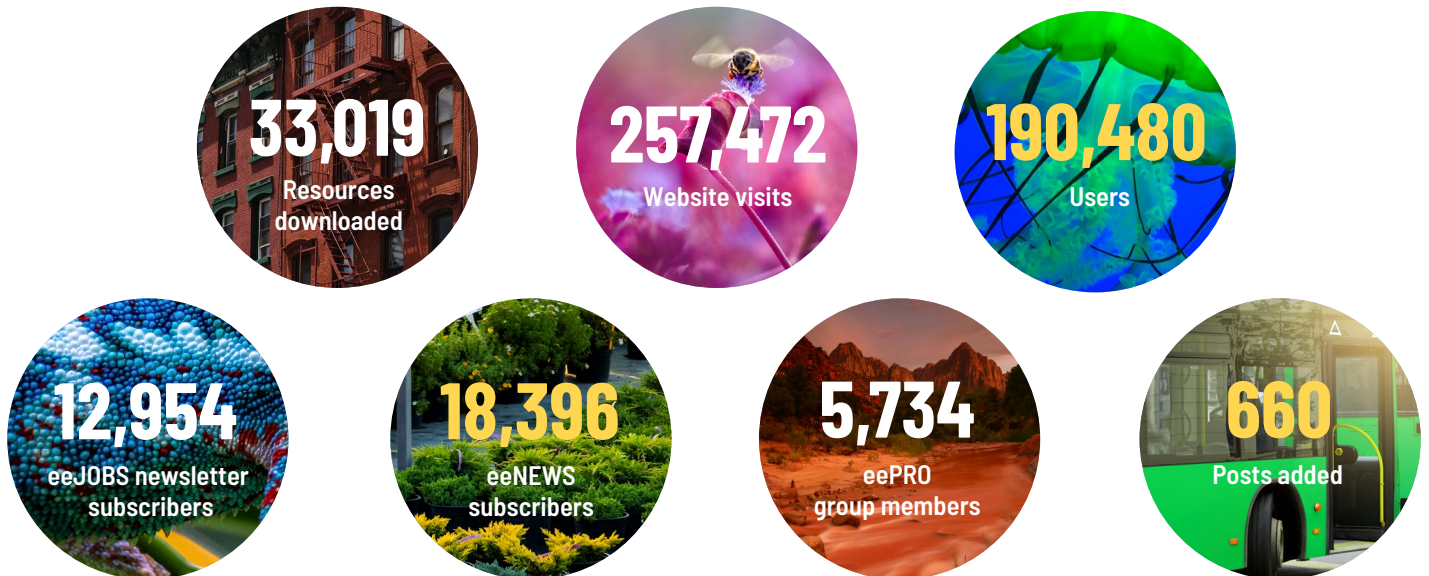 33,019
Resources
downloaded
257,472
Website visits
190,480
Users
12,954
eeJOBS newsletter
subscribers
18,396
eeNEWS
subscribers
5,734
eePRO
group members
660
Posts added